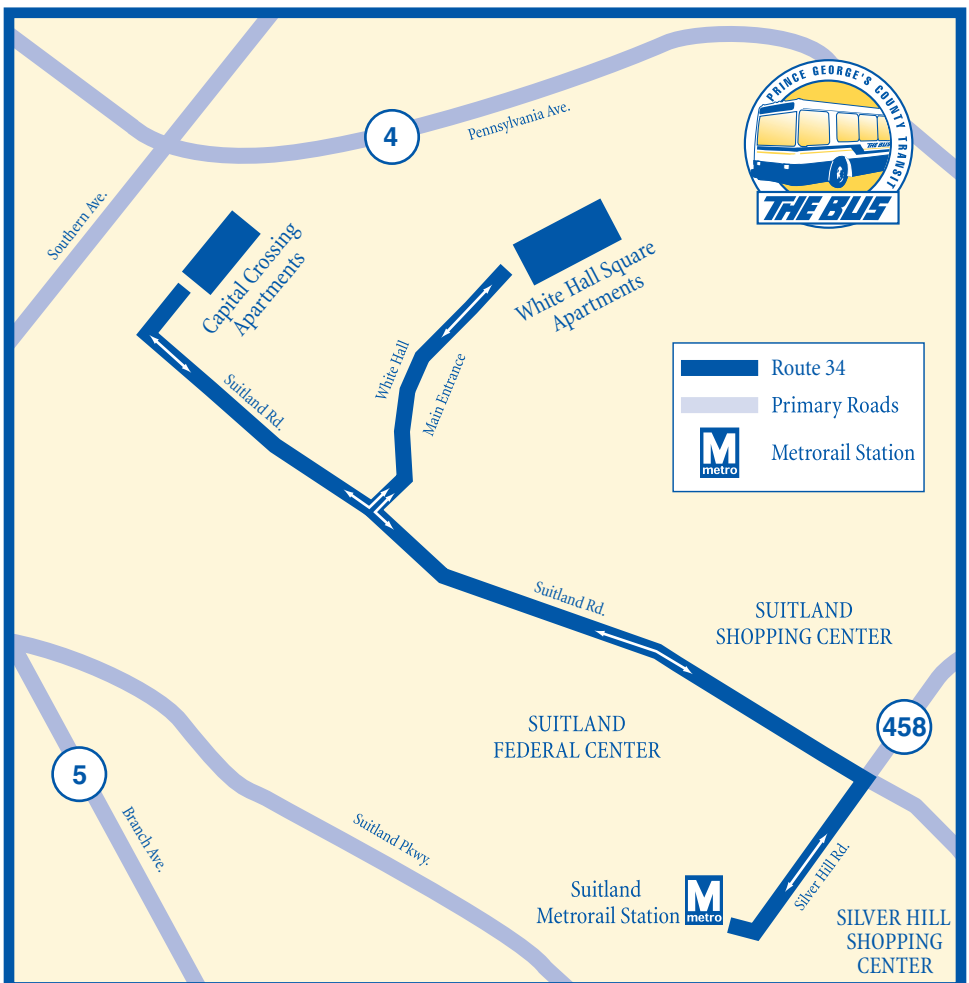 PRINCE GEORGE'S COUNTY TRANSIT
THE BUS
THE BUS
4
Pennsylvania Ave.
Southern Ave.
Capital Crossing
Apartments
White Hall Square
Apartments
White Hall
Main Entrance
Suitland Rd.
Route 34
Primary Roads
M
metro
Metrorail Station
Suitland Rd.
SUITLAND
SHOPPING CENTER
SUITLAND
FEDERAL CENTER
458
5
Branch Ave.
Suitland Pkwy.
Silver Hill Rd.
Suitland
Metrorail Station
M
metro
SILVER HILL
SHOPPING
CENTER